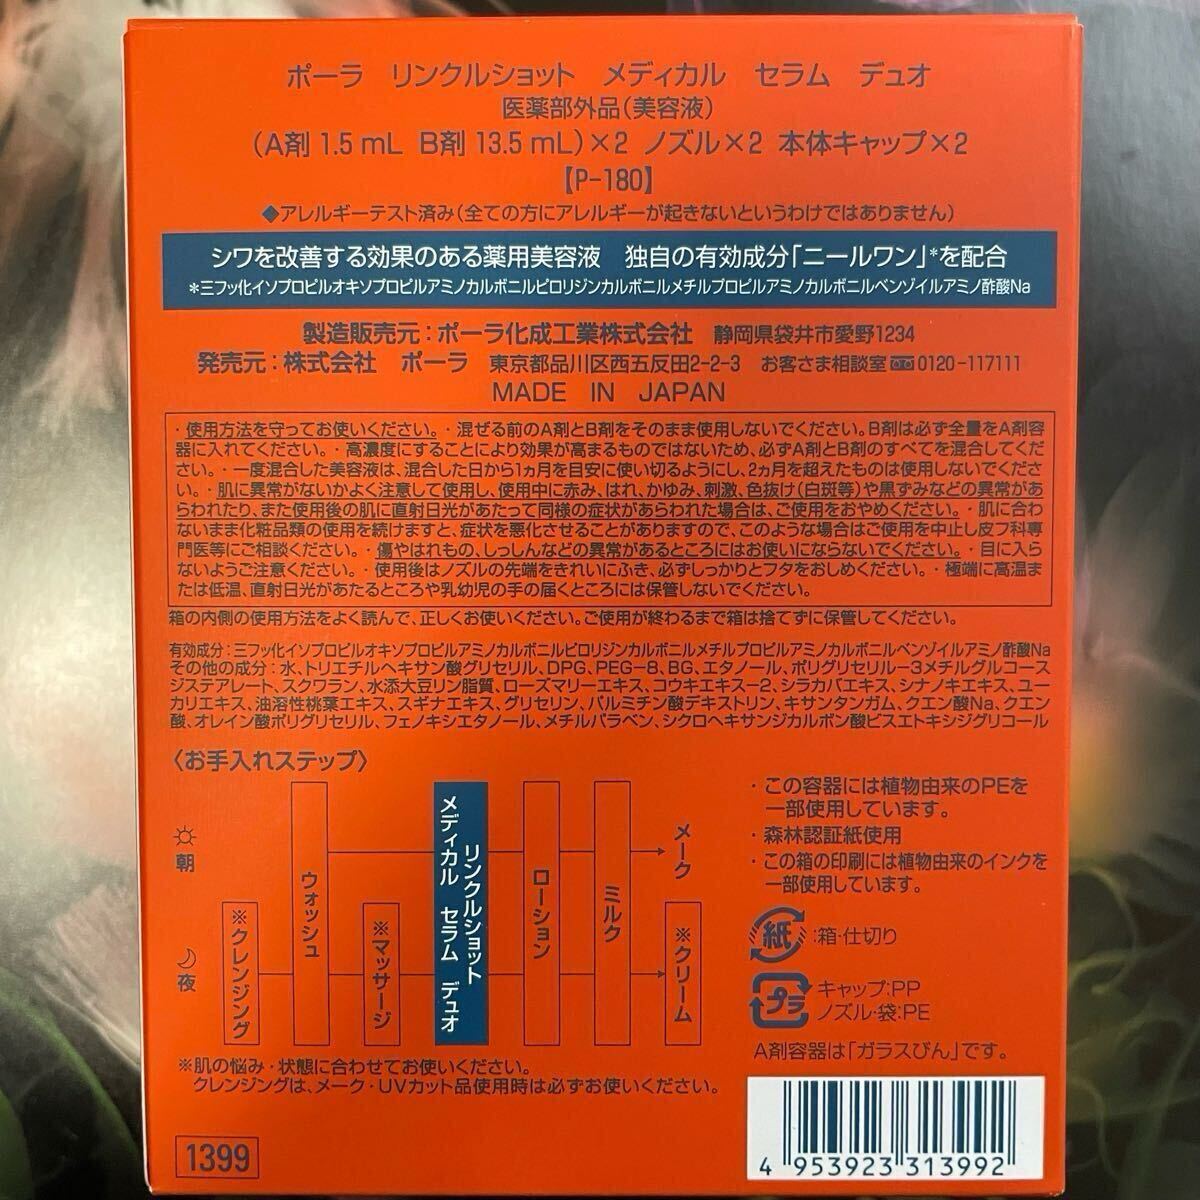 ポーラ リンクルショット メディカル セラム デュオ
医薬部外品(美容液)
(A剤 1.5 mL B剤 13.5 mL)×2 ノズル×2 本体キャップ×2
【P-180】
◆アレルギーテスト済み(全ての方にアレルギーが起きないというわけではありません)
シワを改善する効果のある薬用美容液 独自の有効成分「ニールワン」*を配合
*三フッ化イソプロピルオキソプロピルアミノカルボニルピロリジンカルボニルメチルプロピルアミノカルボニルベンゾイルアミノ酢酸Na
製造販売元:ポーラ化成工業株式会社 静岡県袋井市愛野1234
発売元:株式会社 ポーラ 東京都品川区西五反田2-2-3 お客さま相談室 0120-117111
MADE IN JAPAN
・使用方法を守ってお使いください。・混ぜる前のA剤とB剤をそのまま使用しないでください。B剤は必ず全量をA剤容
器に入れてください。・高濃度にすることにより効果が高まるものではないため、必ずA剤とB剤のすべてを混合してくだ
さい。・一度混合した美容液は、混合した日から1ヵ月を目安に使い切るようにし、2ヵ月を超えたものは使用しないでくだ
さい。・肌に異常がないかよく注意して使用し、使用中に赤み、はれ、かゆみ、刺激、色抜け(白斑等)や黒ずみなどの異常があ
らわれたり、また使用後の肌に直射日光があたって同様の症状があらわれた場合は、ご使用をおやめください。・肌に合わ
ないまま化粧品類の使用を続けますと、症状を悪化させることがありますので、このような場合はご使用を中止し皮フ科専
門医等にご相談ください。・傷やはれもの、しっしんなどの異常があるところにはお使いにならないでください。・目に入ら
ないようご注意ください。・使用後はノズルの先端をきれいにふき、必ずしっかりとフタをおしめください。・極端に高温ま
たは低温、直射日光があたるところや乳幼児の手の届くところには保管しないでください。
箱の内側の使用方法をよく読んで、正しくお使いください。ご使用が終わるまで箱は捨てずに保管してください。
有効成分:三フッ化イソプロピルオキソプロピルアミノカルボニルピロリジンカルボニルメチルプロピルアミノカルボニルベンゾイルアミノ酢酸Na
その他の成分:水、トリエチルヘキサン酸グリセリル、DPG、PEG-8、BG、エタノール、ポリグリセリル-3メチルグルコー
スジステアレート、スクワラン、水添大豆リン脂質、ローズマリーエキス、コウキエキス-2、シラカバエキス、シナノキエキス、ユー
カリエキス、油溶性桃葉エキス、スギナエキス、グリセリン、パルミチン酸デキストリン、キサンタンガム、クエン酸Na、クエン
酸、オレイン酸ポリグリセリル、フェノキシエタノール、メチルパラベン、シクロヘキサンジカルボン酸ビスエトキシジグリコール
〈お手入れステップ〉
朝
夜
※クレンジング
ウォッシュ
※マッサージ
リンクルショット
メディカル セラム デュオ
ローション
ミルク
メーク
※クリーム
※肌の悩み・状態に合わせてお使いください。
クレンジングは、メーク・UVカット品使用時は必ずお使いください。
・この容器には植物由来のPEを
一部使用しています。
・森林認証紙使用
・この箱の印刷には植物由来のインクを
一部使用しています。
紙 :箱・仕切り
プラ キャップ:PP
ノズル・袋:PE
A剤容器は「ガラスびん」です。
1399
4 953923 313992